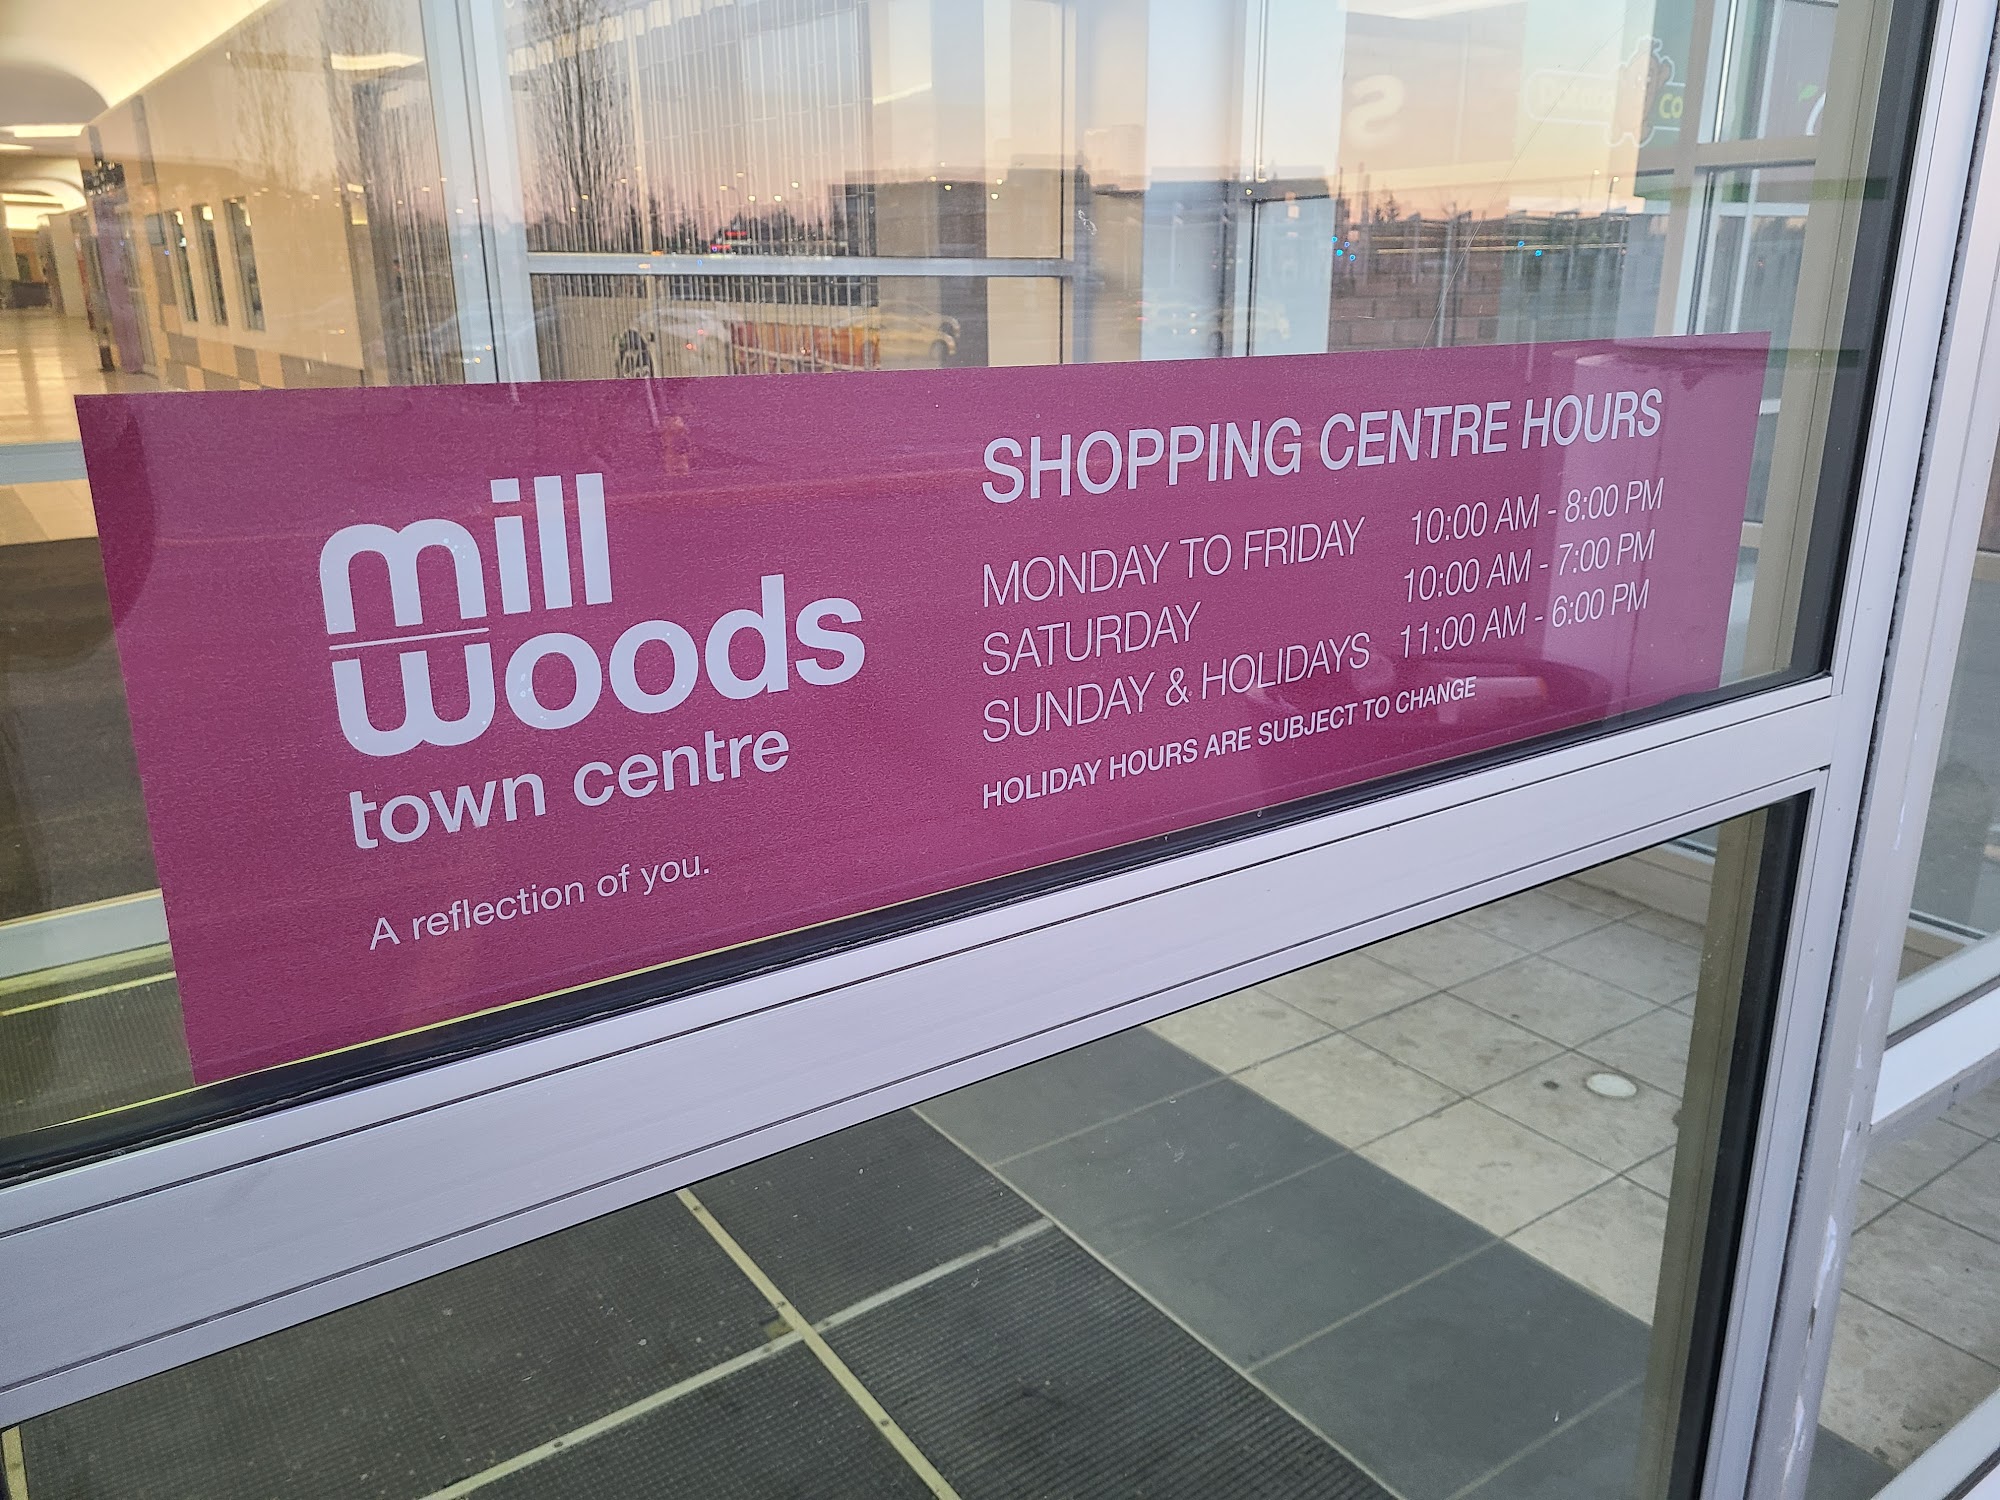 mill
woods
town centre
A reflection of you.
SHOPPING CENTRE HOURS
MONDAY TO FRIDAY 10:00 AM - 8:00 PM
SATURDAY 10:00 AM - 7:00 PM
SUNDAY & HOLIDAYS 11:00 AM - 6:00 PM
HOLIDAY HOURS ARE SUBJECT TO CHANGE